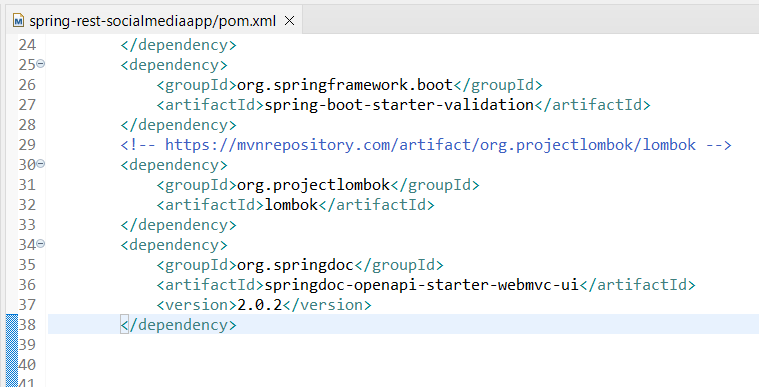 spring-rest-socialmediaapp/pom.xml
24 </dependency>
25 <dependency>
26 <groupId>org.springframework.boot</groupId>
27 <artifactId>spring-boot-starter-validation</artifactId>
28 </dependency>
29 <!-- https://mvnrepository.com/artifact/org.projectlombok/lombok -->
30 <dependency>
31 <groupId>org.projectlombok</groupId>
32 <artifactId>lombok</artifactId>
33 </dependency>
34 <dependency>
35 <groupId>org.springdoc</groupId>
36 <artifactId>springdoc-openapi-starter-webmvc-ui</artifactId>
37 <version>2.0.2</version>
38 </dependency>
39
40
41